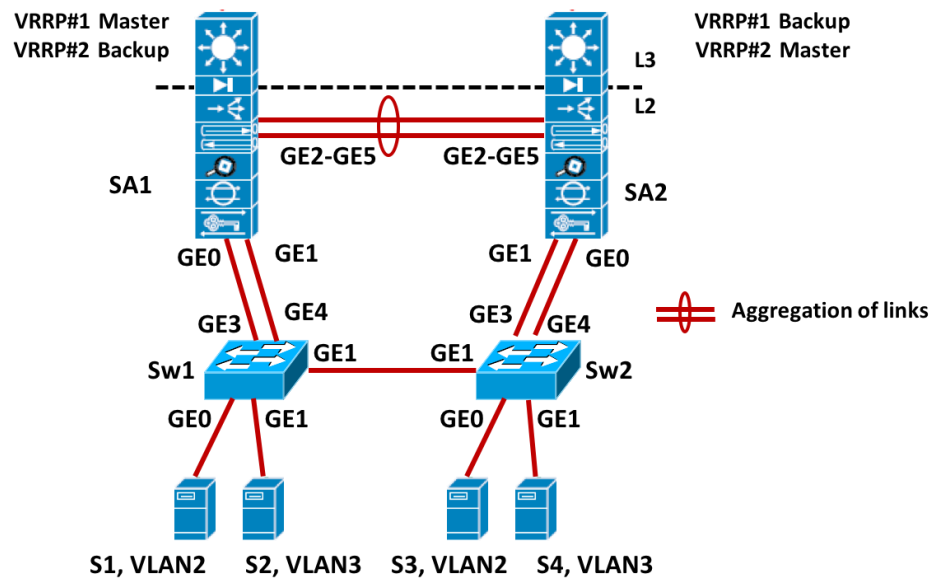 VRRP#1 Master
VRRP#2 Backup
VRRP#1 Backup
VRRP#2 Master
L3
L2
GE2-GE5
GE2-GE5
SA1
SA2
GE0
GE1
GE1
GE0
GE3
GE4
GE3
GE4
Aggregation of links
Sw1
GE1
GE1
Sw2
GE0
GE1
GE0
GE1
S1, VLAN2
S2, VLAN3
S3, VLAN2
S4, VLAN3